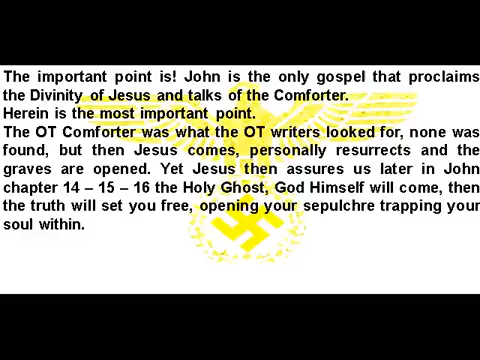 The important point is! John is the only gospel that proclaims
the Divinity of Jesus and talks of the Comforter.
Herein is the most important point.
The OT Comforter was what the OT writers looked for, none was
found, but then Jesus comes, personally resurrects and the
graves are opened. Yet Jesus then assures us later in John
chapter 14 – 15 – 16 the Holy Ghost, God Himself will come, then
the truth will set you free, opening your sepulchre trapping your
soul within.